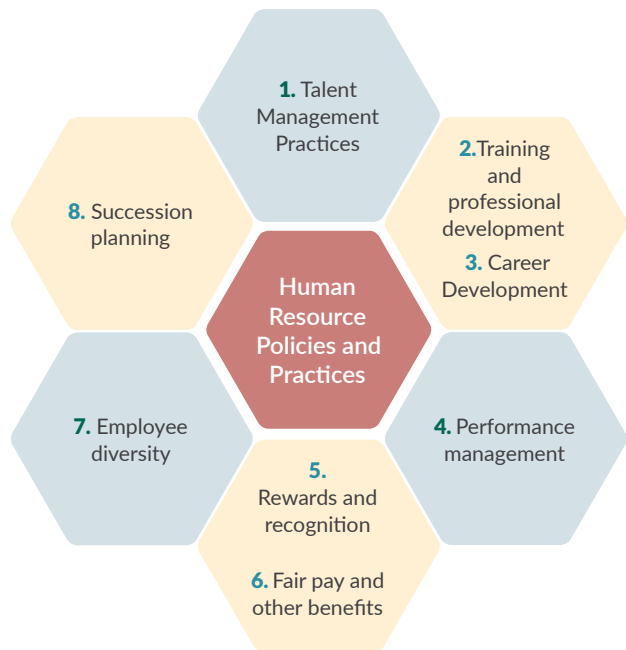 1. Talent
Management
Practices
2.Training
and
professional
development
3. Career
Development
8. Succession
planning
Human
Resource
Policies and
Practices
7. Employee
diversity
4. Performance
management
5.
Rewards and
recognition
6. Fair pay and
other benefits